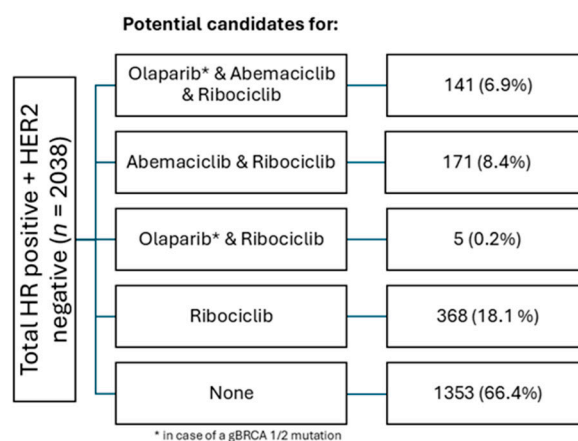 Potential candidates for:
Total HR positive + HER2
negative (n = 2038)
Olaparib* & Abemaciclib
& Ribociclib
141 (6.9%)
Abemaciclib & Ribociclib
171 (8.4%)
Olaparib* & Ribociclib
5 (0.2%)
Ribociclib
368 (18.1 %)
None
1353 (66.4%)
* in case of a gBRCA 1/2 mutation